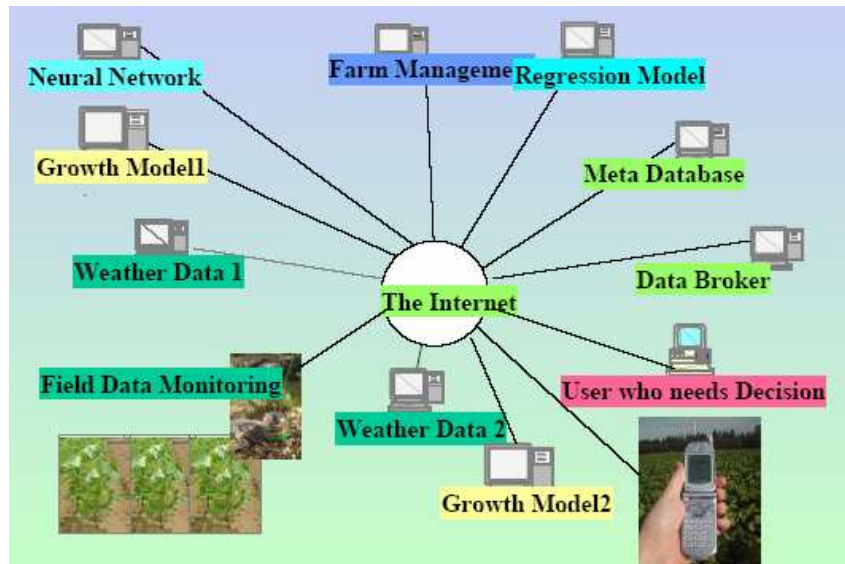 Neural Network
Farm Manageme
Regression Model
Growth Model1
Meta Database
Weather Data 1
Data Broker
The Internet
Field Data Monitoring
User who needs Decision
Weather Data 2
Growth Model2